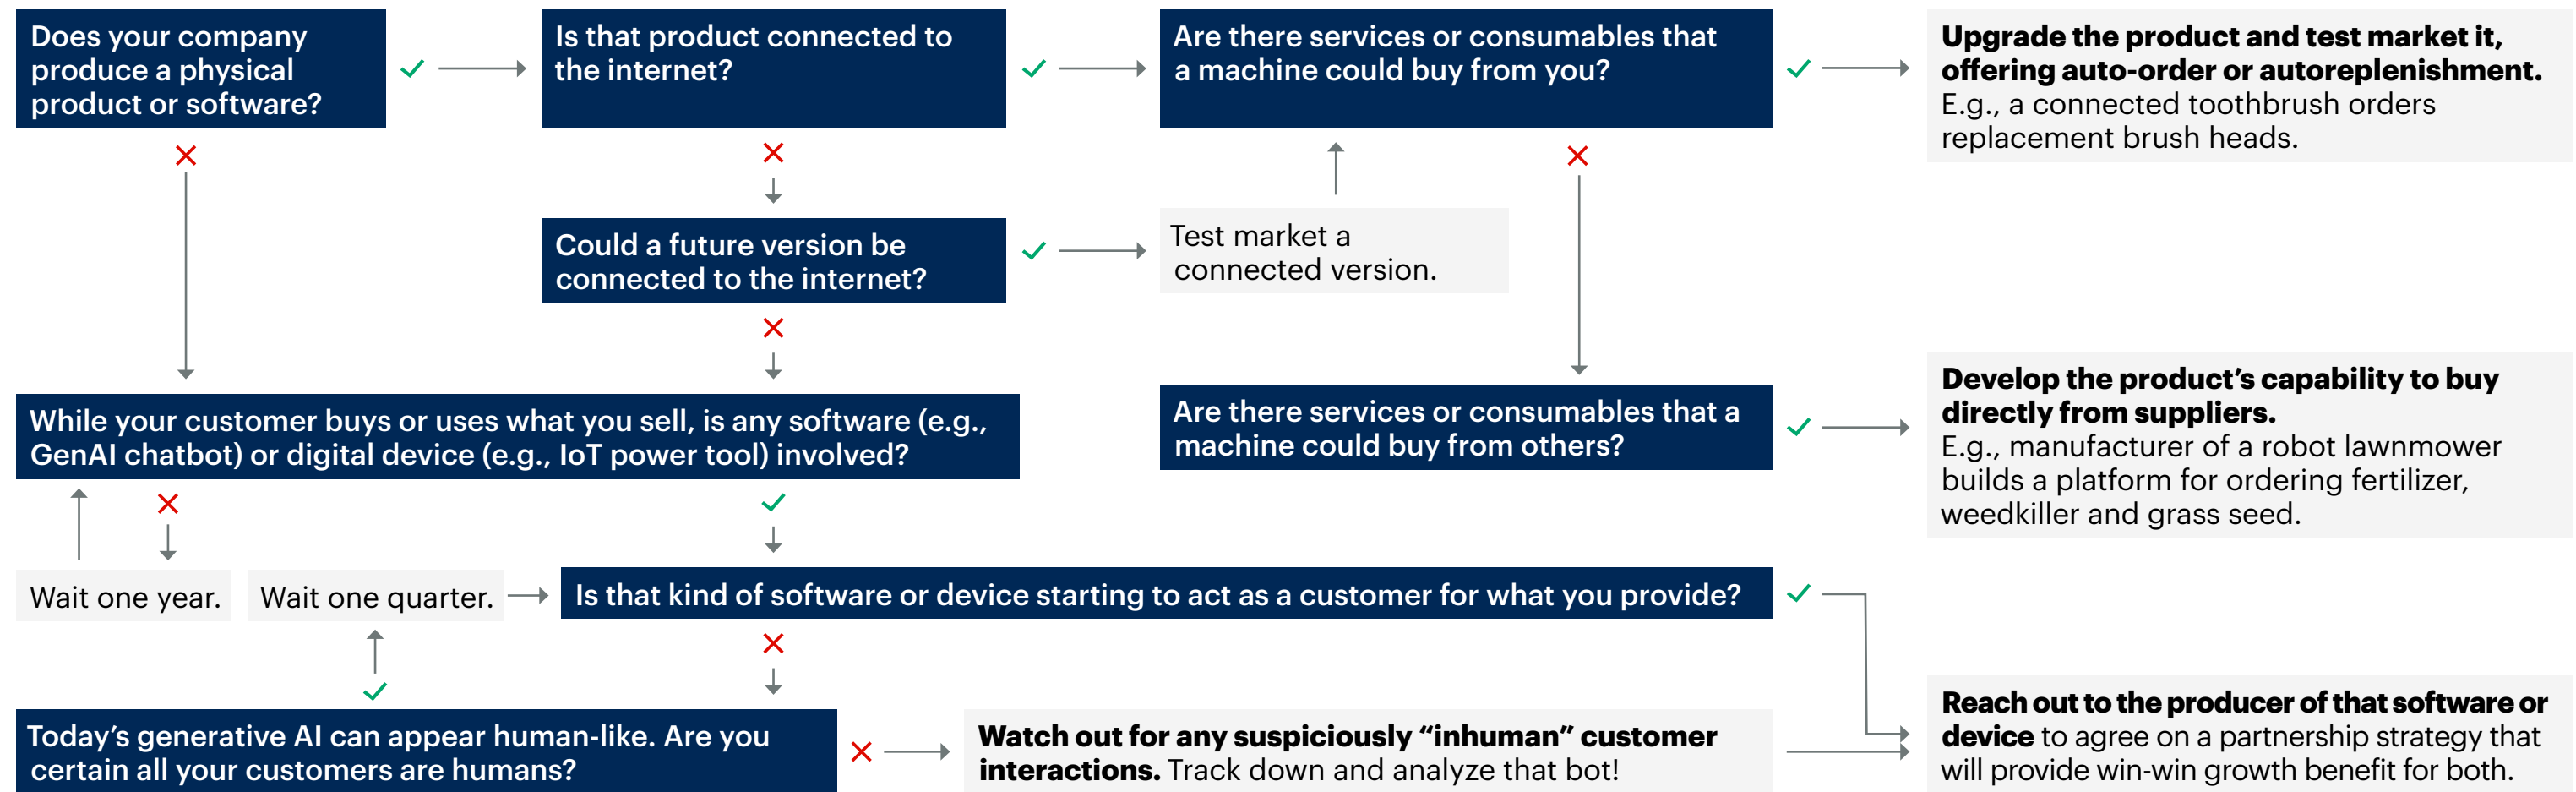 Does your company
produce a physical
product or software?
Is that product connected to
the internet?
Are there services or consumables that
a machine could buy from you?
Upgrade the product and test market it,
offering auto-order or autoreplenishment.
E.g., a connected toothbrush orders
replacement brush heads.
Could a future version be
connected to the internet?
Test market a
connected version.
While your customer buys or uses what you sell, is any software (e.g.,
GenAI chatbot) or digital device (e.g., IoT power tool) involved?
Are there services or consumables that a
machine could buy from others?
Develop the product’s capability to buy
directly from suppliers.
E.g., manufacturer of a robot lawnmower
builds a platform for ordering fertilizer,
weedkiller and grass seed.
Wait one year.
Wait one quarter.
Is that kind of software or device starting to act as a customer for what you provide?
Today’s generative AI can appear human-like. Are you
certain all your customers are humans?
Watch out for any suspiciously “inhuman” customer
interactions. Track down and analyze that bot!
Reach out to the producer of that software or
device to agree on a partnership strategy that
will provide win-win growth benefit for both.